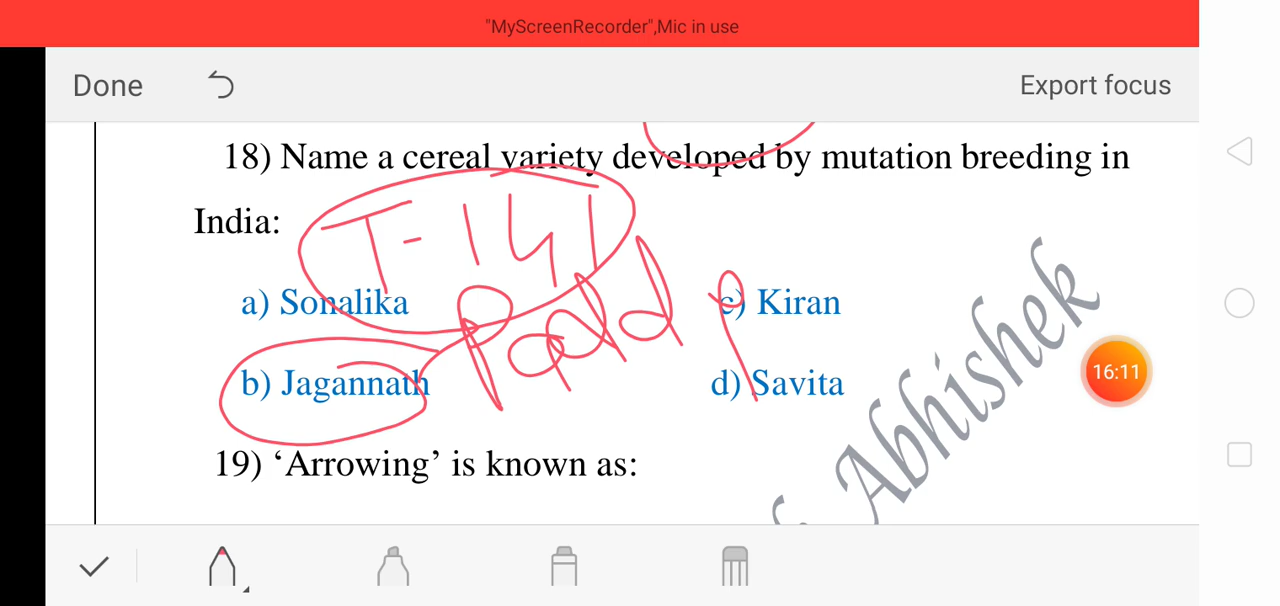 "MyScreenRecorder",Mic in use
Done
Export focus
18) Name a cereal variety developed by mutation breeding in
India:
T-141
a) Sonalika
c) Kiran
Paddy
b) Jagannath
d) Savita
16:11
Abhishek
19) ‘Arrowing’ is known as: